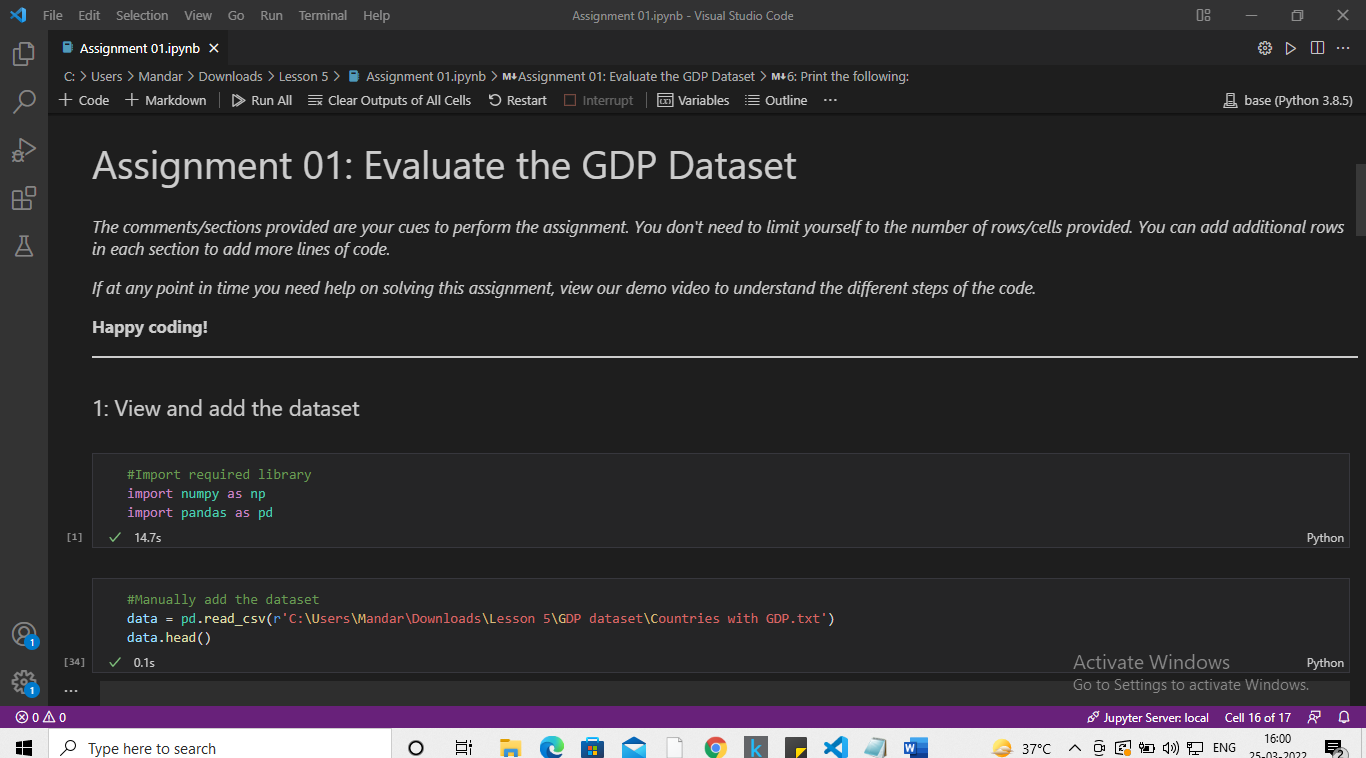 File Edit Selection View Go Run Terminal Help Assignment 01.ipynb - Visual Studio Code
Assignment 01.ipynb
C: > Users > Mandar > Downloads > Lesson 5 > Assignment 01.ipynb > M↓Assignment 01: Evaluate the GDP Dataset > M↓6: Print the following:
+ Code + Markdown Run All Clear Outputs of All Cells Restart Interrupt Variables Outline ··· base (Python 3.8.5)
Assignment 01: Evaluate the GDP Dataset
The comments/sections provided are your cues to perform the assignment. You don't need to limit yourself to the number of rows/cells provided. You can add additional rows
in each section to add more lines of code.
If at any point in time you need help on solving this assignment, view our demo video to understand the different steps of the code.
Happy coding!
1: View and add the dataset
#Import required library
import numpy as np
import pandas as pd
[1] 14.7s Python
#Manually add the dataset
data = pd.read_csv(r'C:\Users\Mandar\Downloads\Lesson 5\GDP dataset\Countries with GDP.txt')
data.head()
[34] 0.1s Python
Activate Windows
Go to Settings to activate Windows.
1
1
0 0 Jupyter Server: local Cell 16 of 17
Type here to search k W 37°C ENG 16:00
25-03-2022 2